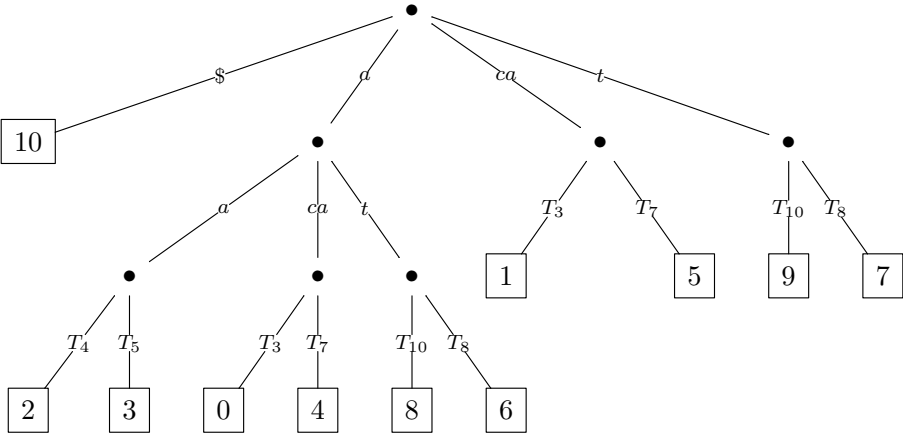 $ a ca t
10
a ca t T₃ T₇ T₁₀ T₈
1 5 9 7
T₄ T₅ T₃ T₇ T₁₀ T₈
2 3 0 4 8 6